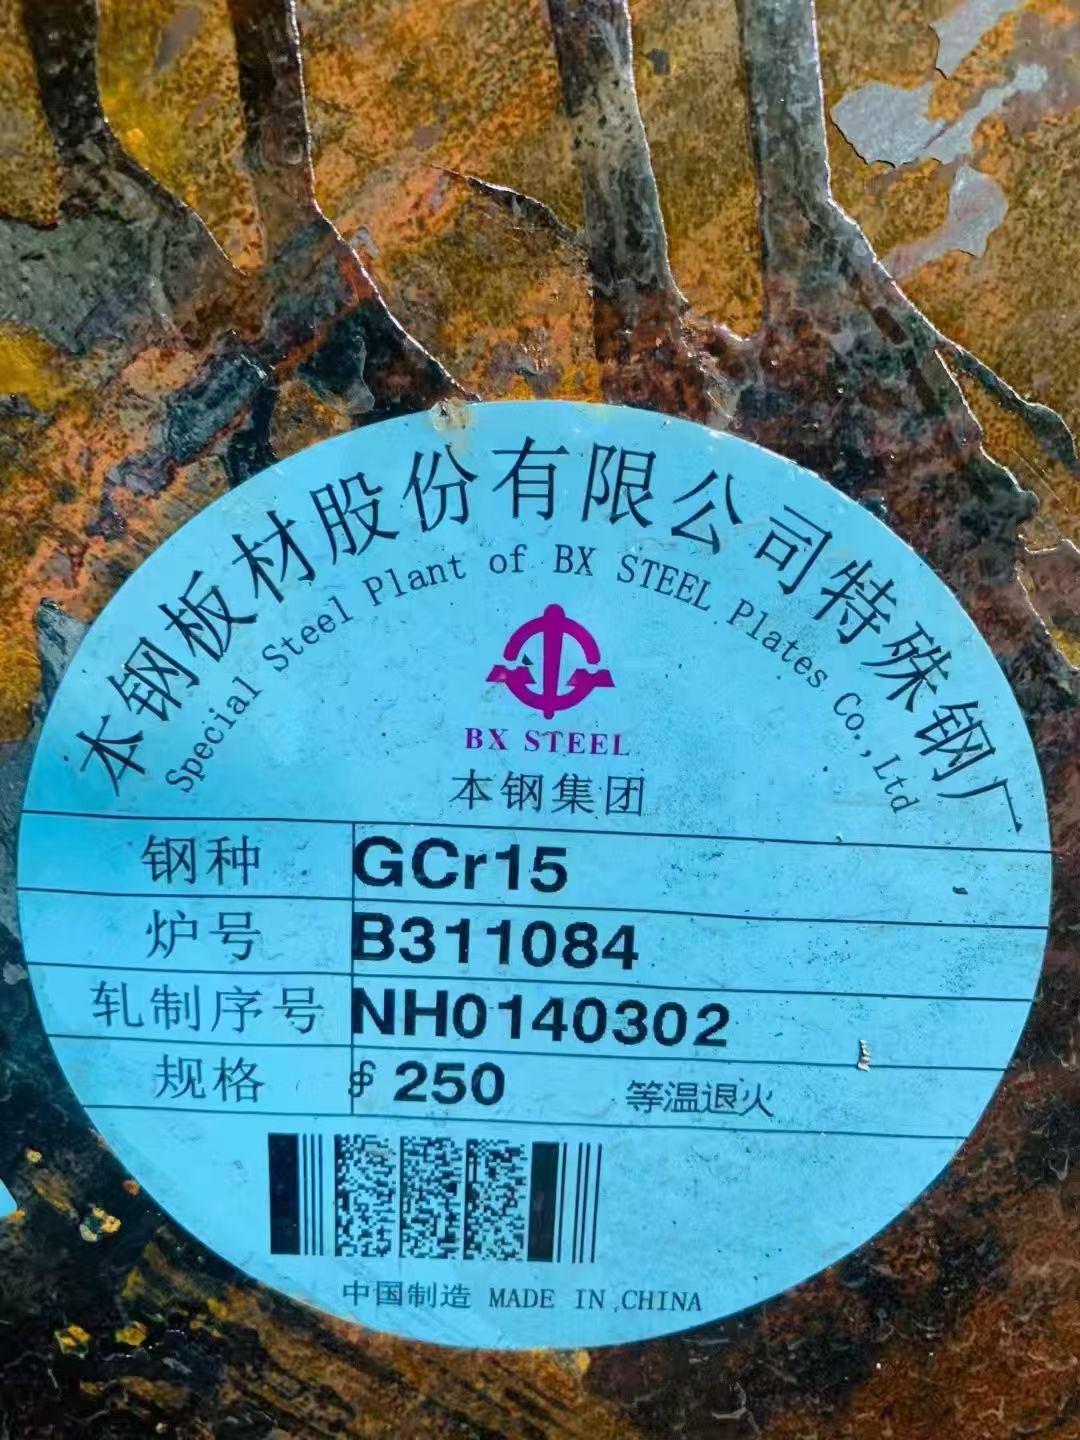 本钢板材股份有限公司特殊钢厂
Special Steel Plant of BX STEEL Plates Co.,Ltd
BX STEEL
本钢集团
钢种 GCr15
炉号 B311084
轧制序号 NH0140302
规格 ∮ 250 等温退火
中国制造 MADE IN CHINA